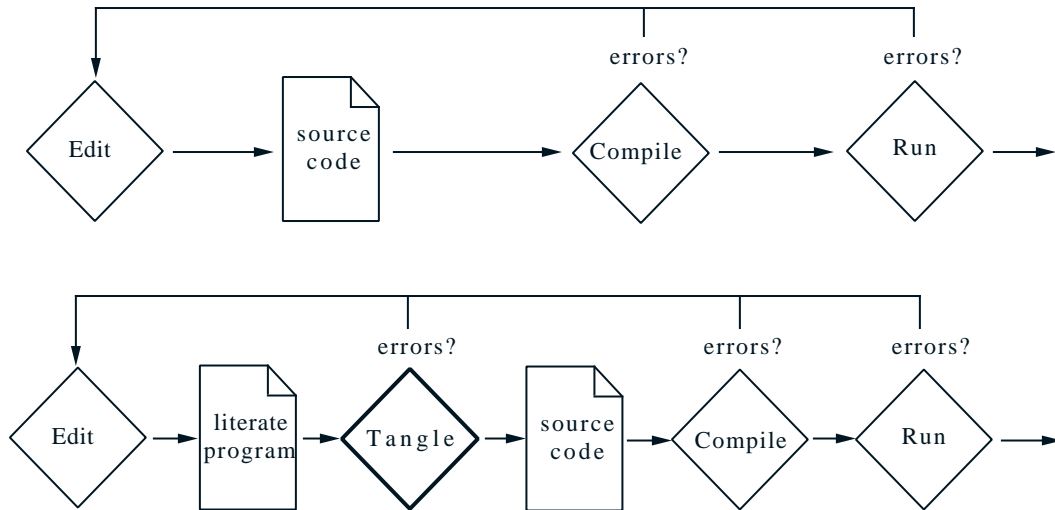 errors?
errors?
Edit
source
code
Compile
Run
errors?
errors?
errors?
Edit
literate
program
Tangle
source
code
Compile
Run